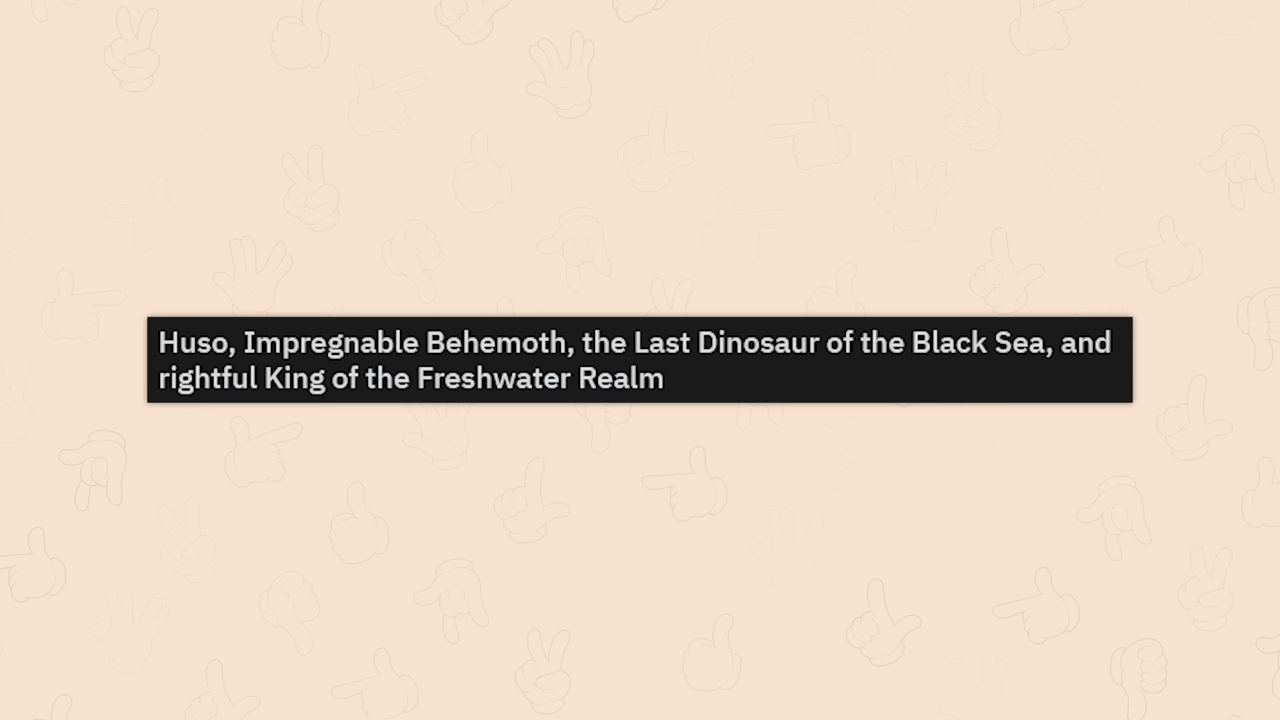 Huso, Impregnable Behemoth, the Last Dinosaur of the Black Sea, and
rightful King of the Freshwater Realm